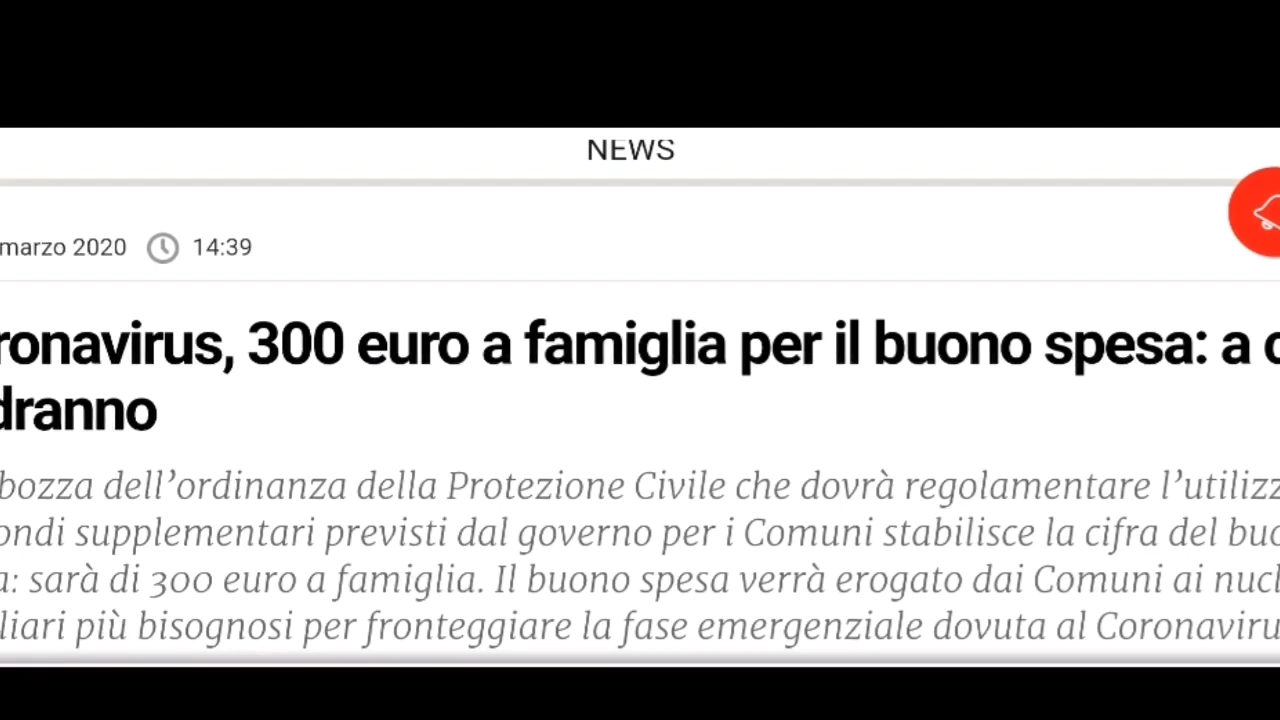 NEWS
marzo 2020 14:39
ronavirus, 300 euro a famiglia per il buono spesa: a
dranno
bozza dell’ordinanza della Protezione Civile che dovrà regolamentare l’utilizz
ondi supplementari previsti dal governo per i Comuni stabilisce la cifra del buo
a: sarà di 300 euro a famiglia. Il buono spesa verrà erogato dai Comuni ai nucl
liari più bisognosi per fronteggiare la fase emergenziale dovuta al Coronaviru